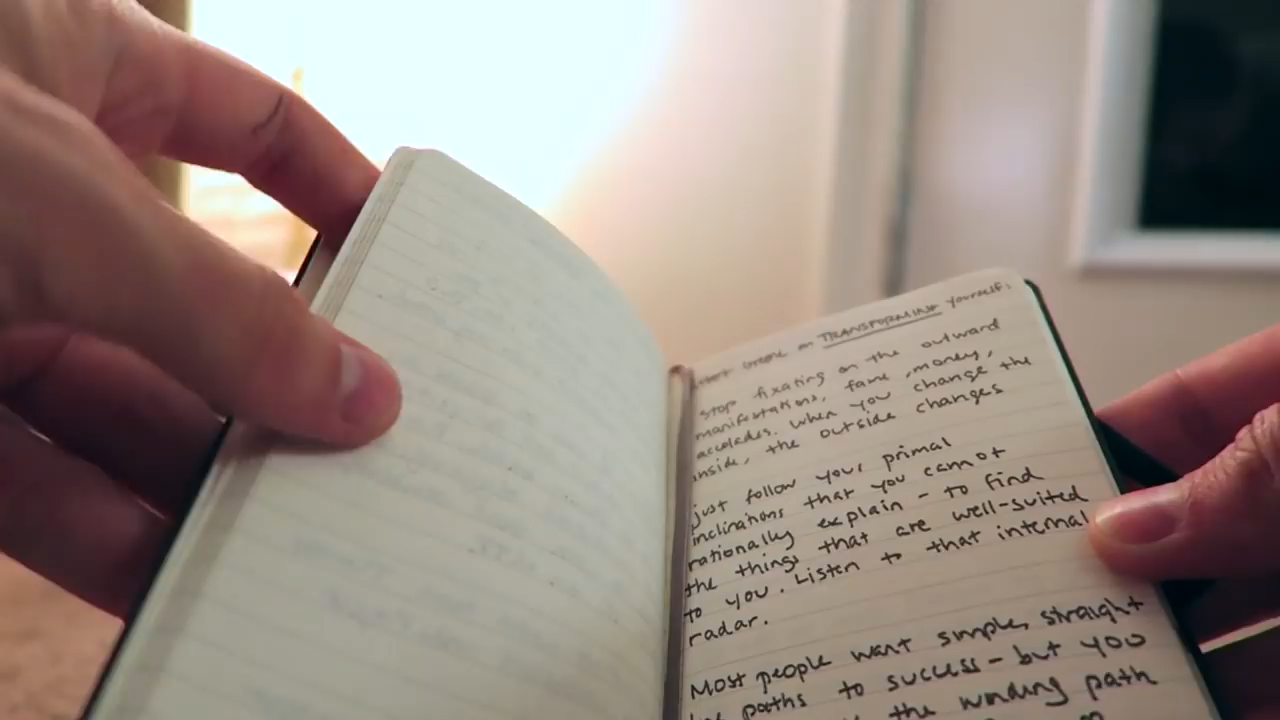 on TRANSFORMING yourself:
Stop fixating on the outward
manifestations, fame, money,
accolades. When you change the
inside, the outside changes
Just follow your primal
inclinations that you cannot
rationally explain - to find
the things that are well-suited
to you. Listen to that internal
radar.
Most people want simple, straight
paths to success - but you
the winding path